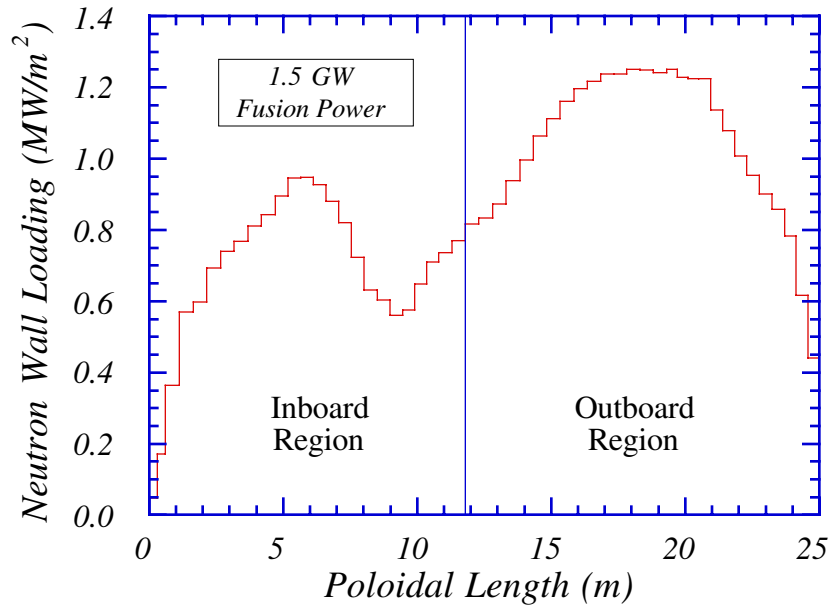 1.4
1.2
1.0
0.8
0.6
0.4
0.2
0.0
Neutron Wall Loading (MW/m²)
1.5 GW
Fusion Power
Inboard
Region
Outboard
Region
0 5 10 15 20 25
Poloidal Length (m)